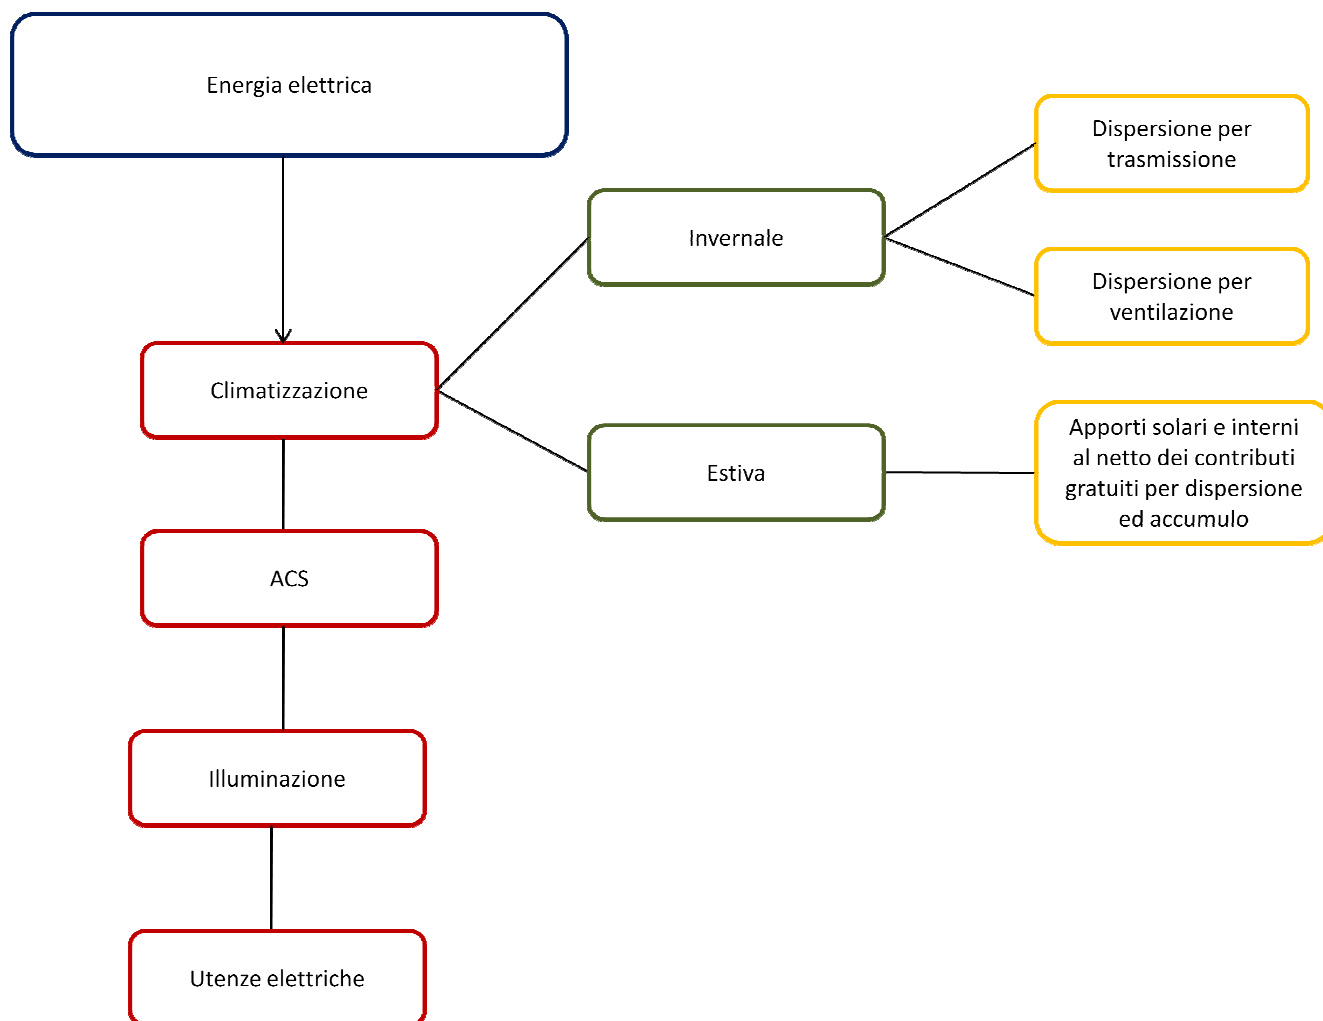 Energia elettrica
Dispersione per
trasmissione
Invernale
Dispersione per
ventilazione
Climatizzazione
Estiva
Apporti solari e interni
al netto dei contributi
gratuiti per dispersione
ed accumulo
ACS
Illuminazione
Utenze elettriche